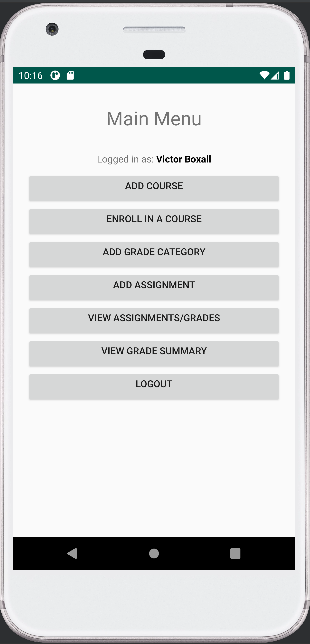 10:16
Main Menu
Logged in as: Victor Boxall
ADD COURSE
ENROLL IN A COURSE
ADD GRADE CATEGORY
ADD ASSIGNMENT
VIEW ASSIGNMENTS/GRADES
VIEW GRADE SUMMARY
LOGOUT